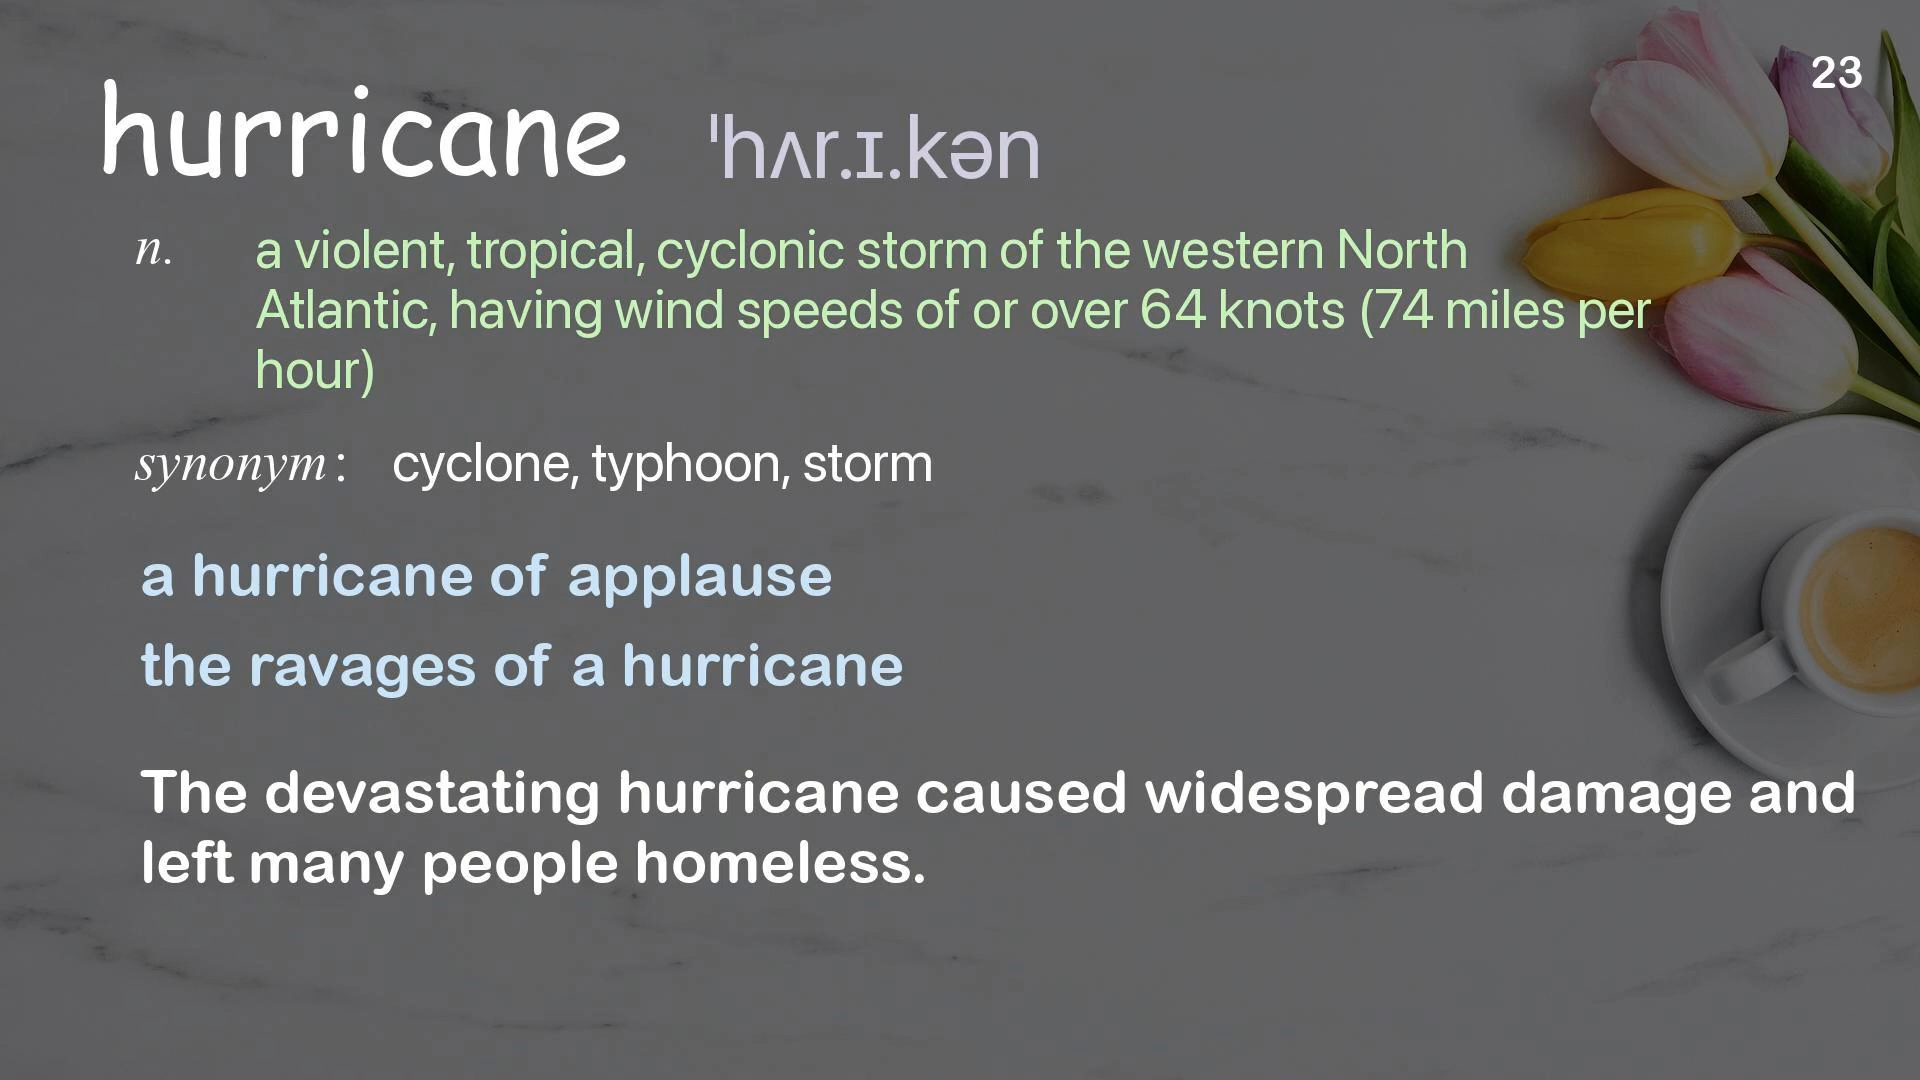 23
hurricane ˈhʌr.ɪ.kən
n. a violent, tropical, cyclonic storm of the western North
Atlantic, having wind speeds of or over 64 knots (74 miles per
hour)
synonym: cyclone, typhoon, storm
a hurricane of applause
the ravages of a hurricane
The devastating hurricane caused widespread damage and
left many people homeless.